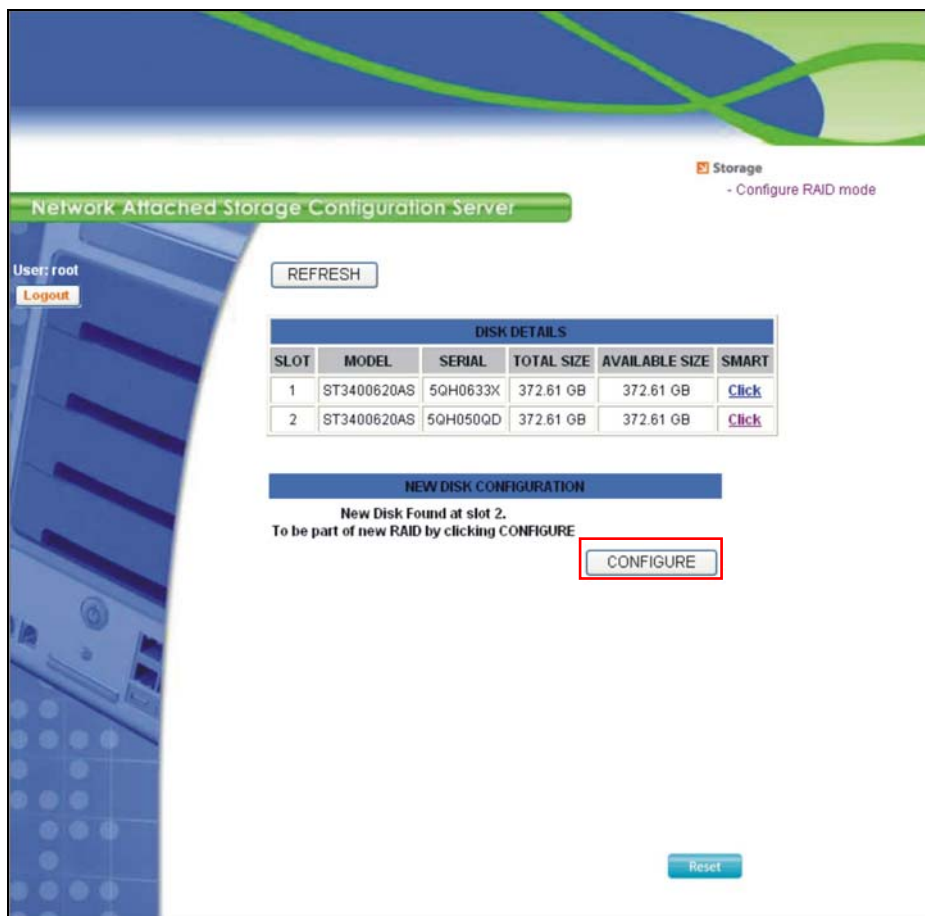 Storage
- Configure RAID mode
Network Attached Storage Configuration Server
User: root
Logout
REFRESH
DISK DETAILS
SLOT MODEL SERIAL TOTAL SIZE AVAILABLE SIZE SMART
1 ST3400620AS 5QH0633X 372.61 GB 372.61 GB Click
2 ST3400620AS 5QH050QD 372.61 GB 372.61 GB Click
NEW DISK CONFIGURATION
New Disk Found at slot 2.
To be part of new RAID by clicking CONFIGURE
CONFIGURE
Reset